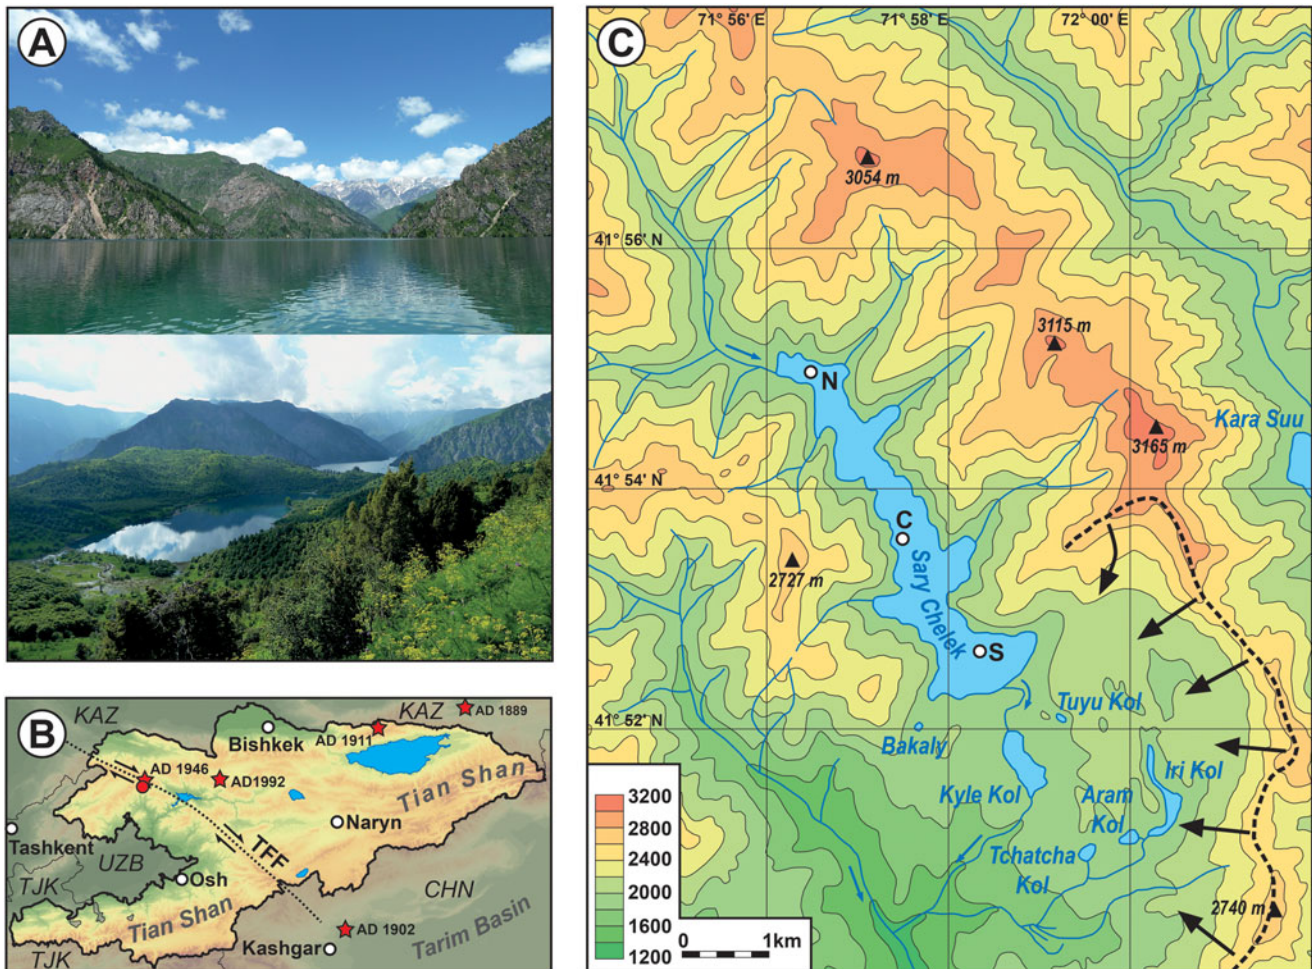 A
B
KAZ
KAZ
AD 1889
Bishkek
AD 1911
AD 1946
AD1992
Tian Shan
Naryn
Tashkent
TFF
UZB
TJK
Osh
CHN
Tian Shan
AD 1902
Tarim Basin
Kashgar
TJK
C
71° 56' E
71° 58' E
72° 00' E
3054 m
41° 56' N
3115 m
N
Kara Suu
3165 m
41° 54' N
C
2727 m
Sary Chelek
S
Tuyu Kol
41° 52' N
Bakaly
Iri Kol
Kyle Kol
Aram
Kol
Tchatcha
Kol
2740 m
3200
2800
2400
2000
1600
1200
0 1km